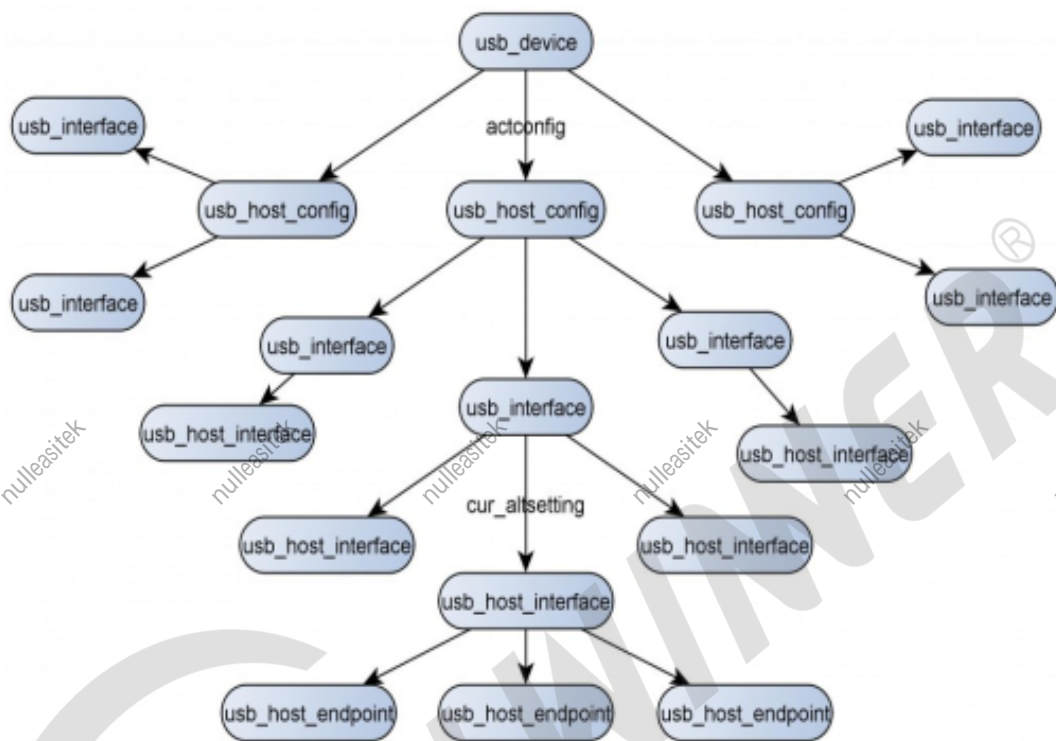 usb_device
usb_interface
actconfig
usb_interface
usb_host_config
usb_host_config
usb_host_config
usb_interface
usb_interface
usb_interface
usb_interface
usb_host_interface
usb_interface
usb_host_interface
nulleasitek
nulleasitek
nulleasitek
nulleasitek
nulleasitek
cur_altsetting
usb_host_interface
usb_host_interface
usb_host_interface
usb_host_endpoint
usb_host_endpoint
usb_host_endpoint
®